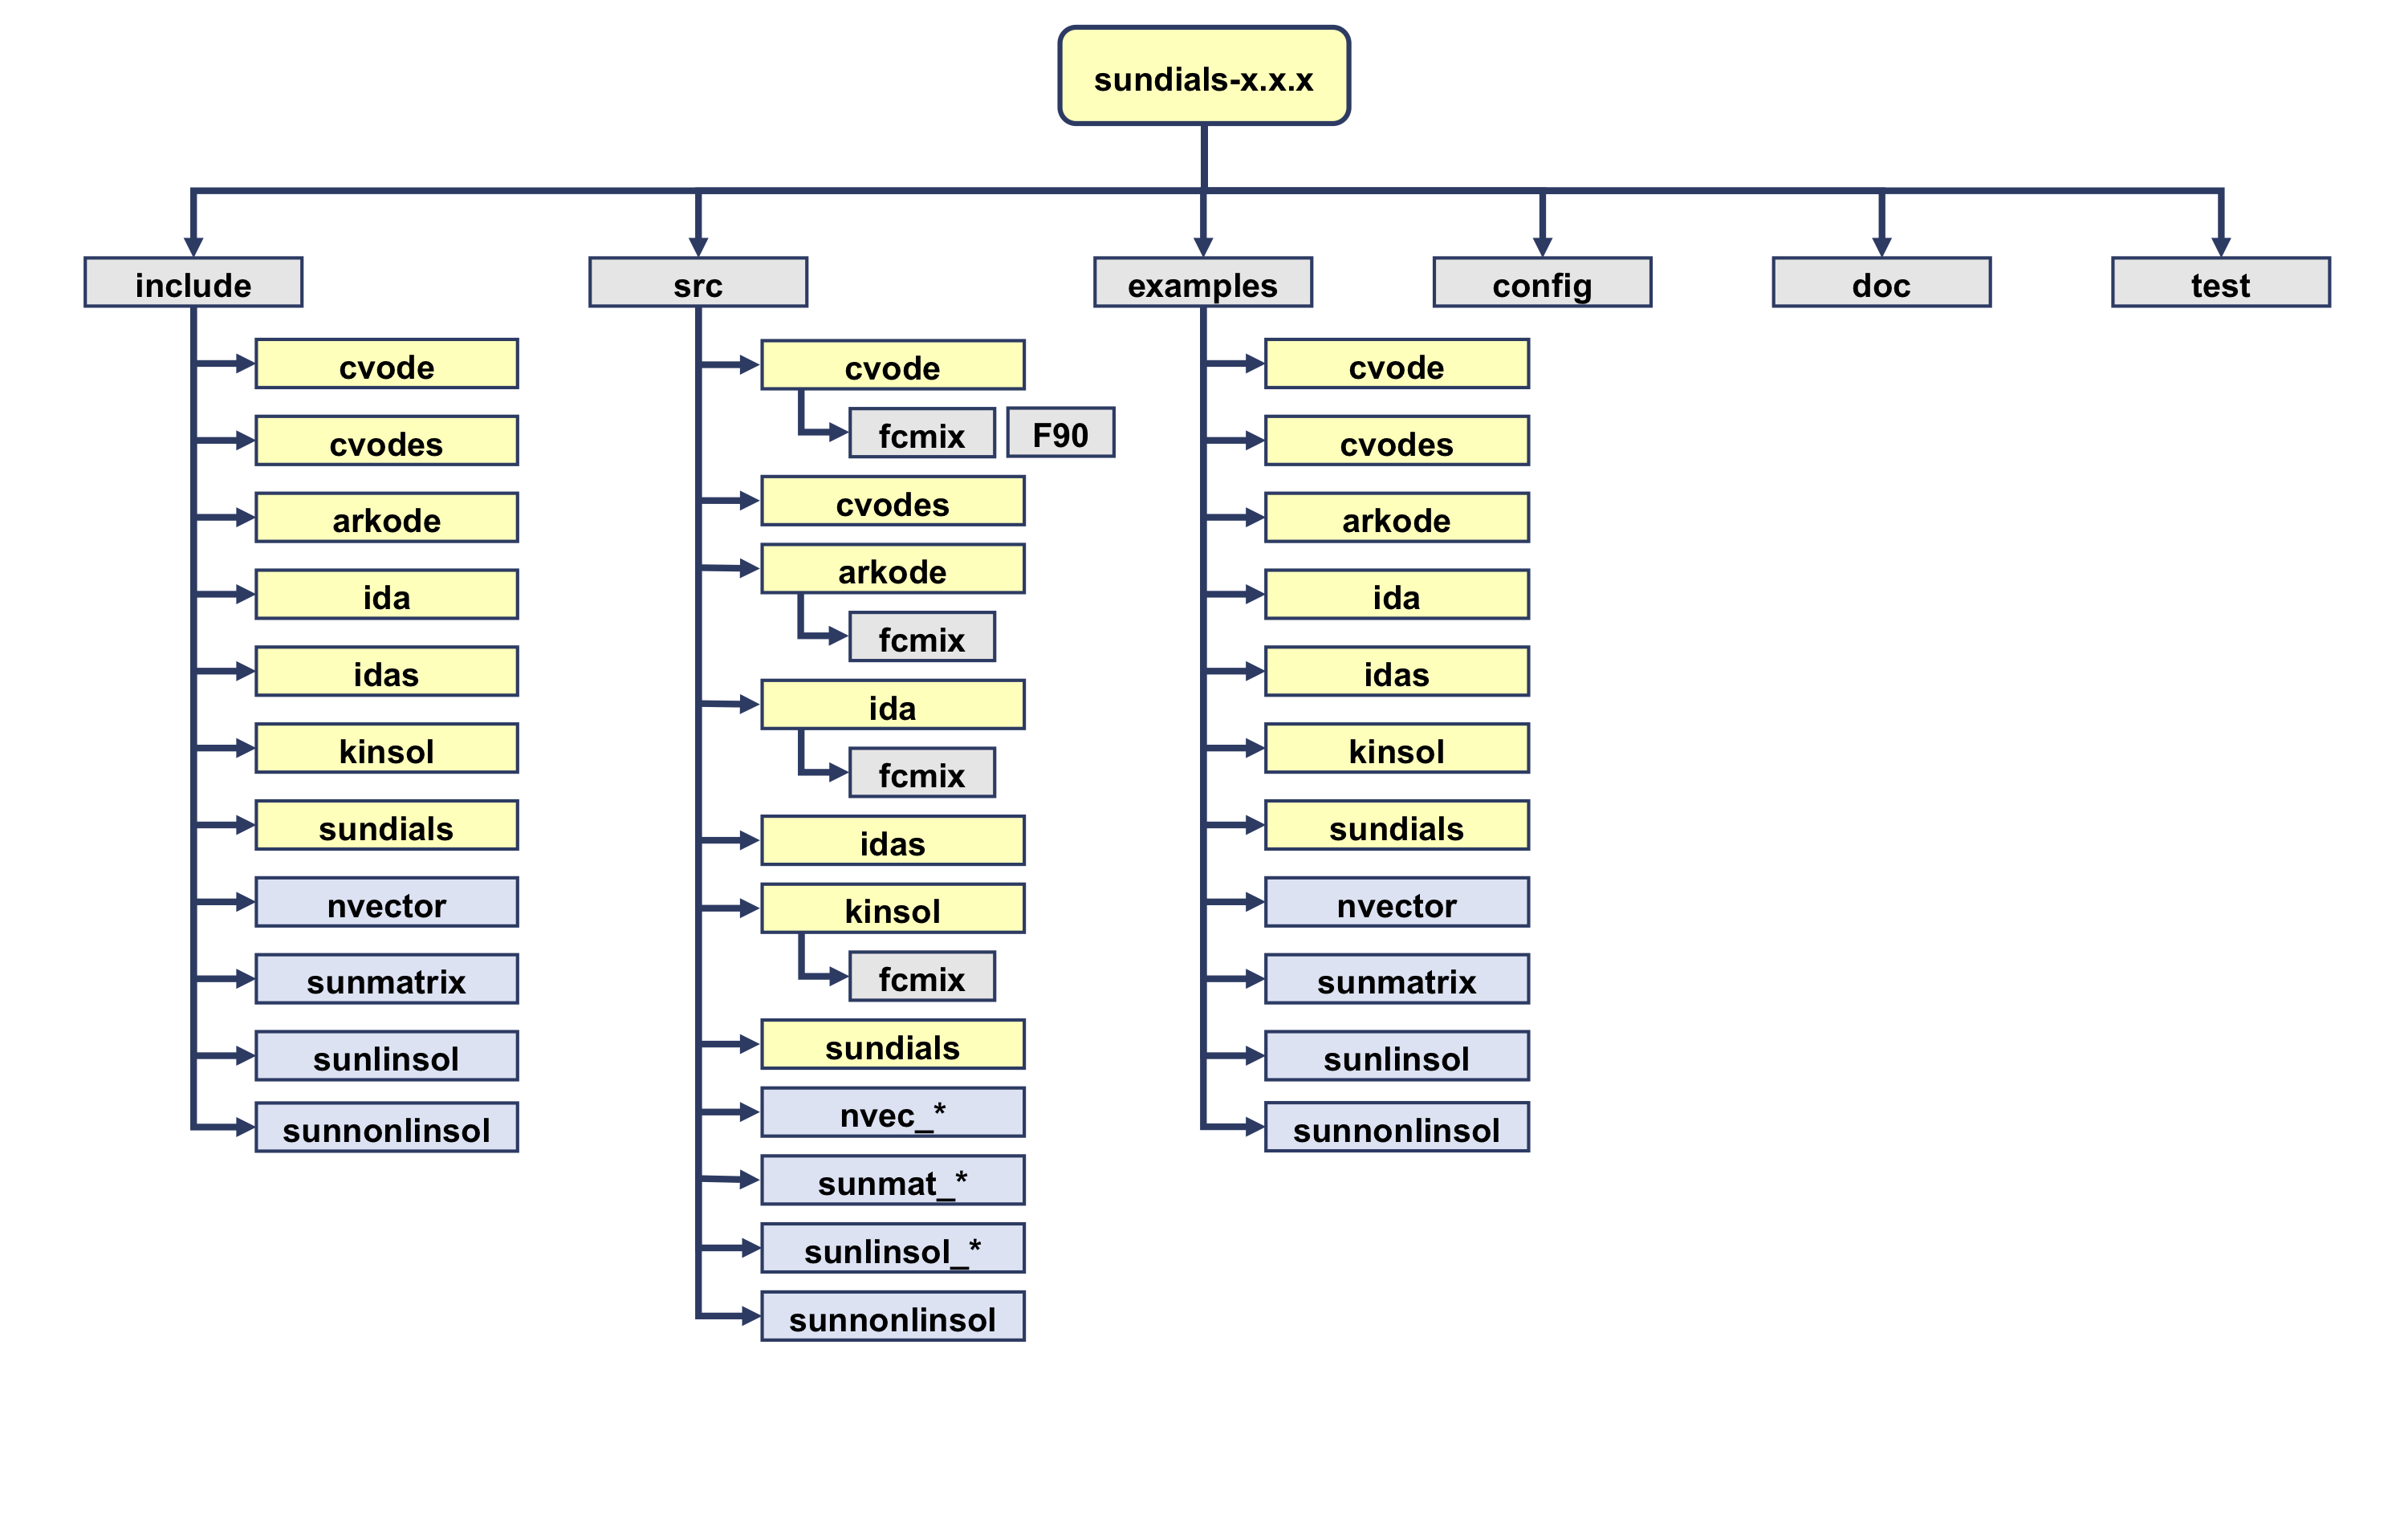 sundials-x.x.x
include
src
examples
config
doc
test
cvode
cvodes
arkode
ida
idas
kinsol
sundials
nvector
sunmatrix
sunlinsol
sunnonlinsol
cvode
fcmix
F90
cvodes
arkode
fcmix
ida
fcmix
idas
kinsol
fcmix
sundials
nvec_*
sunmat_*
sunlinsol_*
sunnonlinsol
cvode
cvodes
arkode
ida
idas
kinsol
sundials
nvector
sunmatrix
sunlinsol
sunnonlinsol